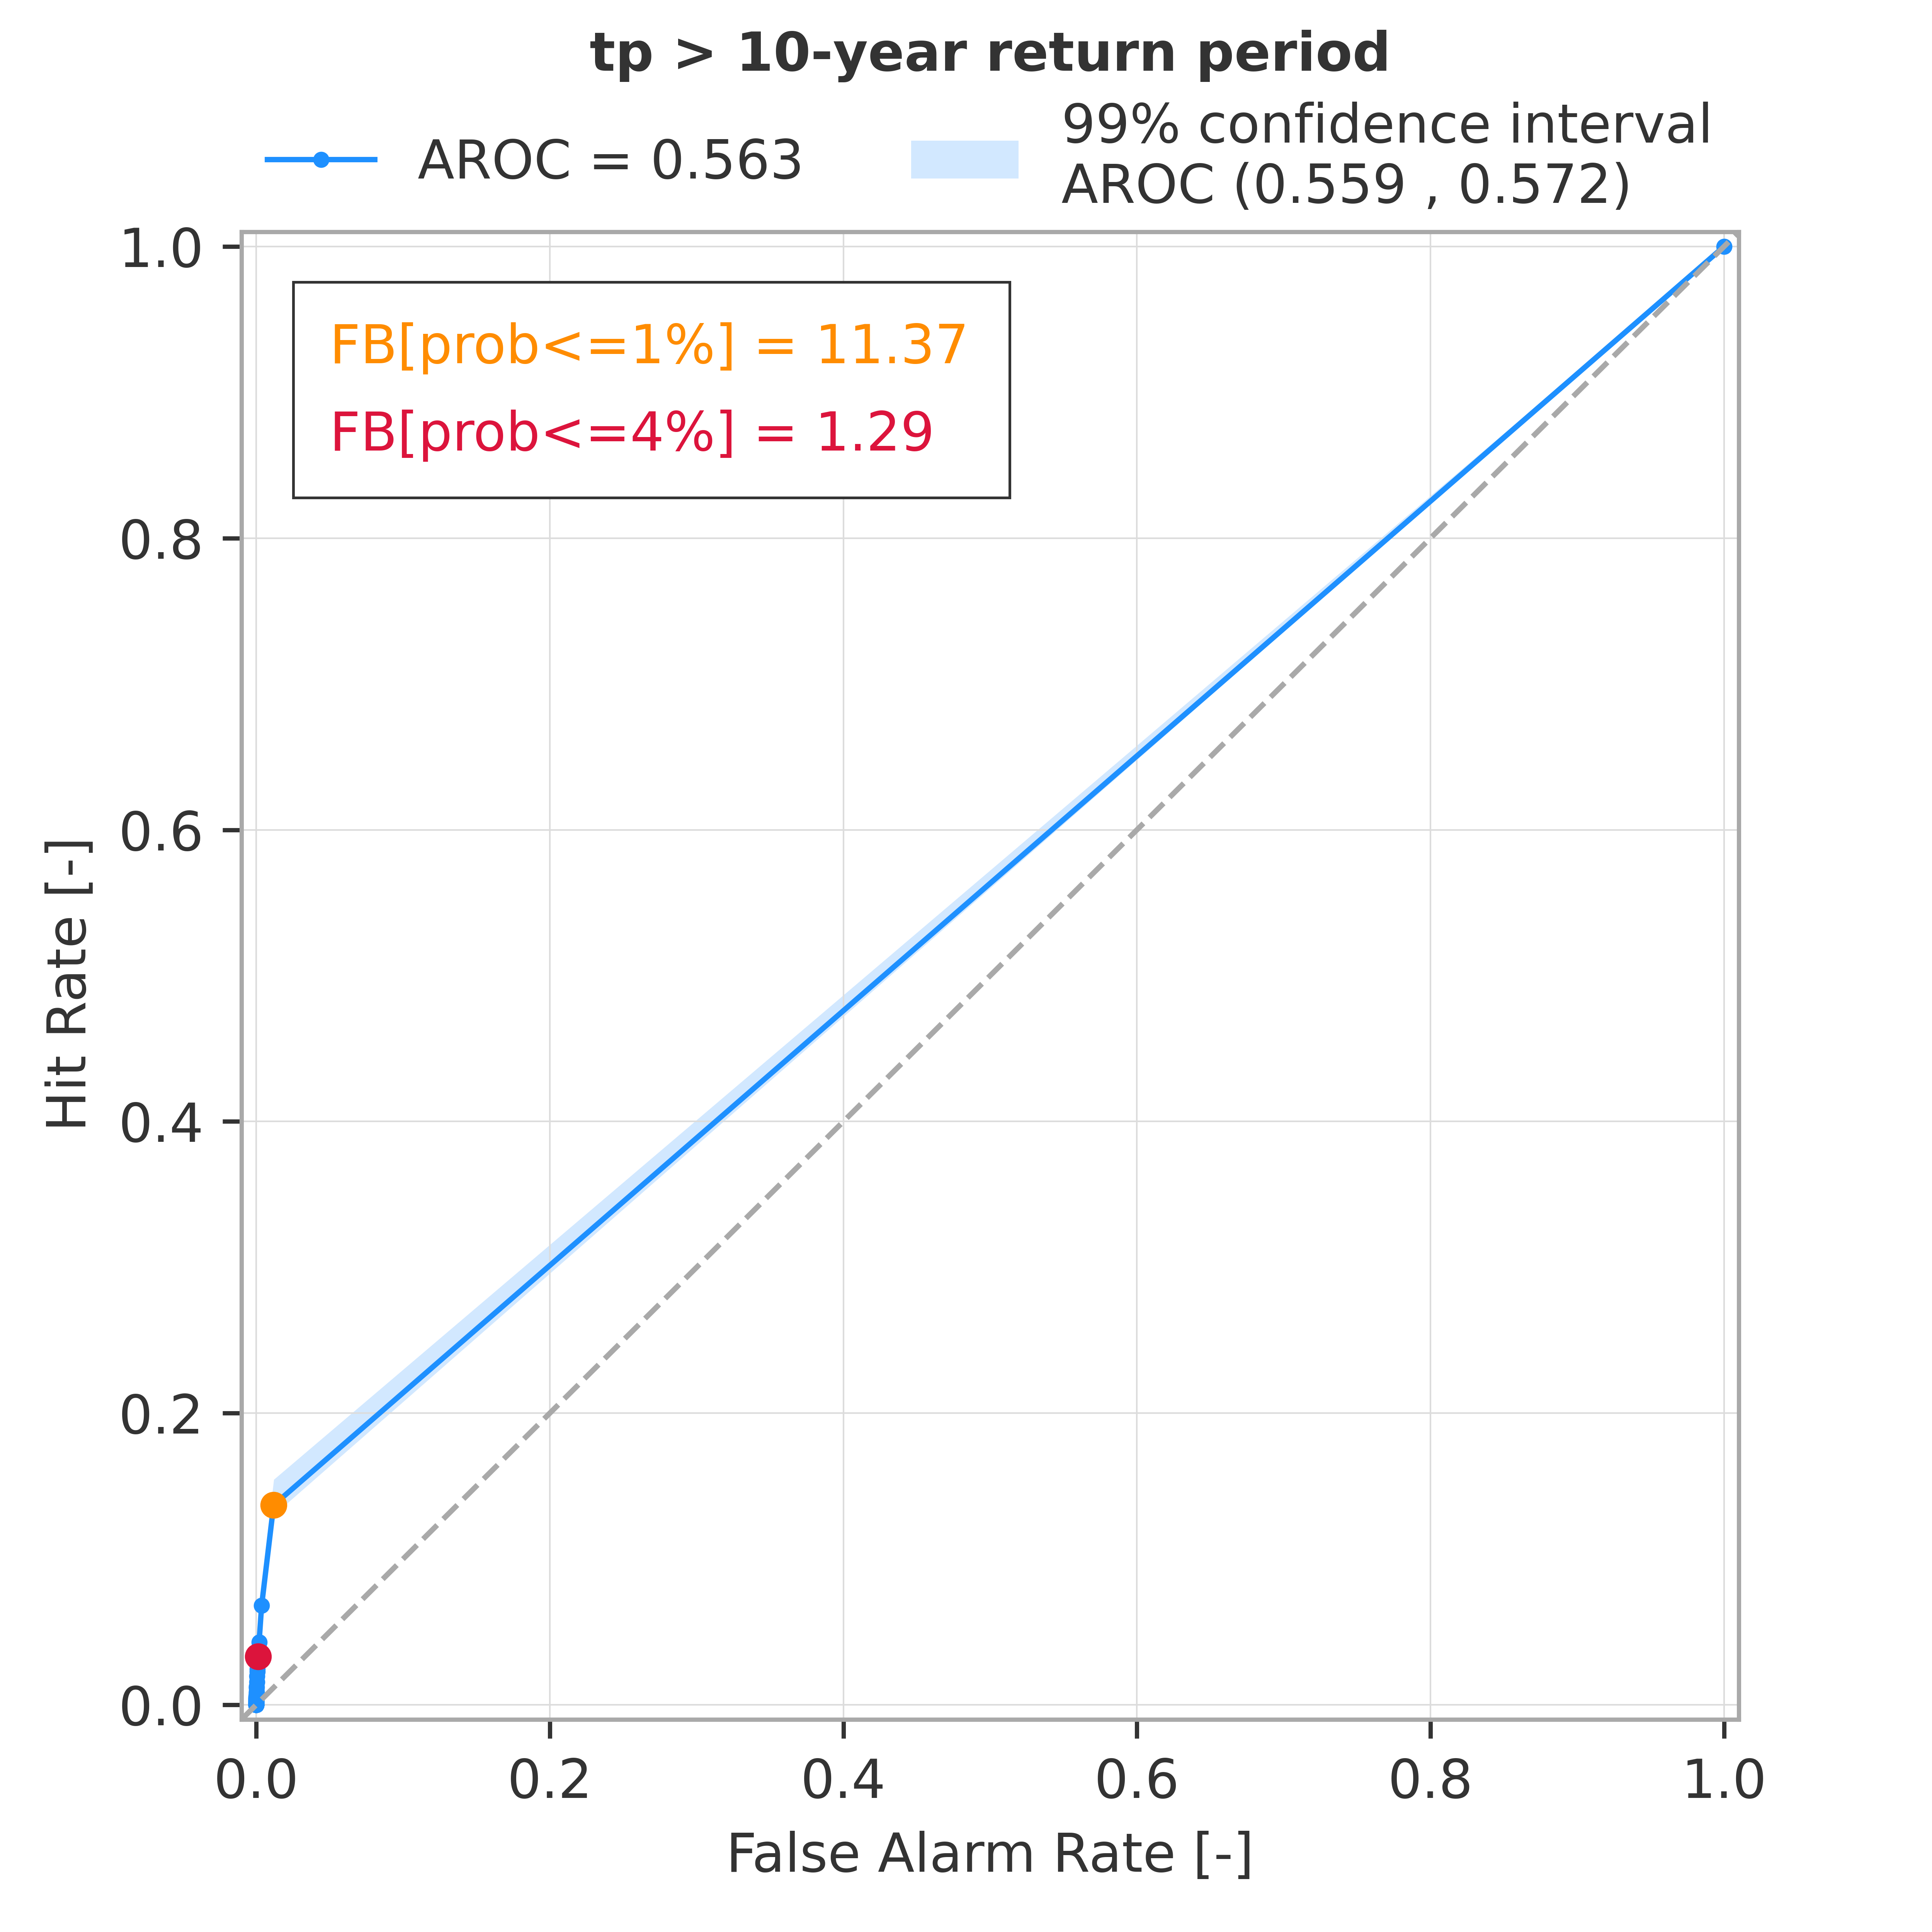 tp > 10-year return period
AROC = 0.563
99% confidence interval
AROC (0.559 , 0.572)
FB[prob<=1%] = 11.37
FB[prob<=4%] = 1.29
1.0
0.8
0.6
0.4
0.2
0.0
Hit Rate [-]
0.0 0.2 0.4 0.6 0.8 1.0
False Alarm Rate [-]